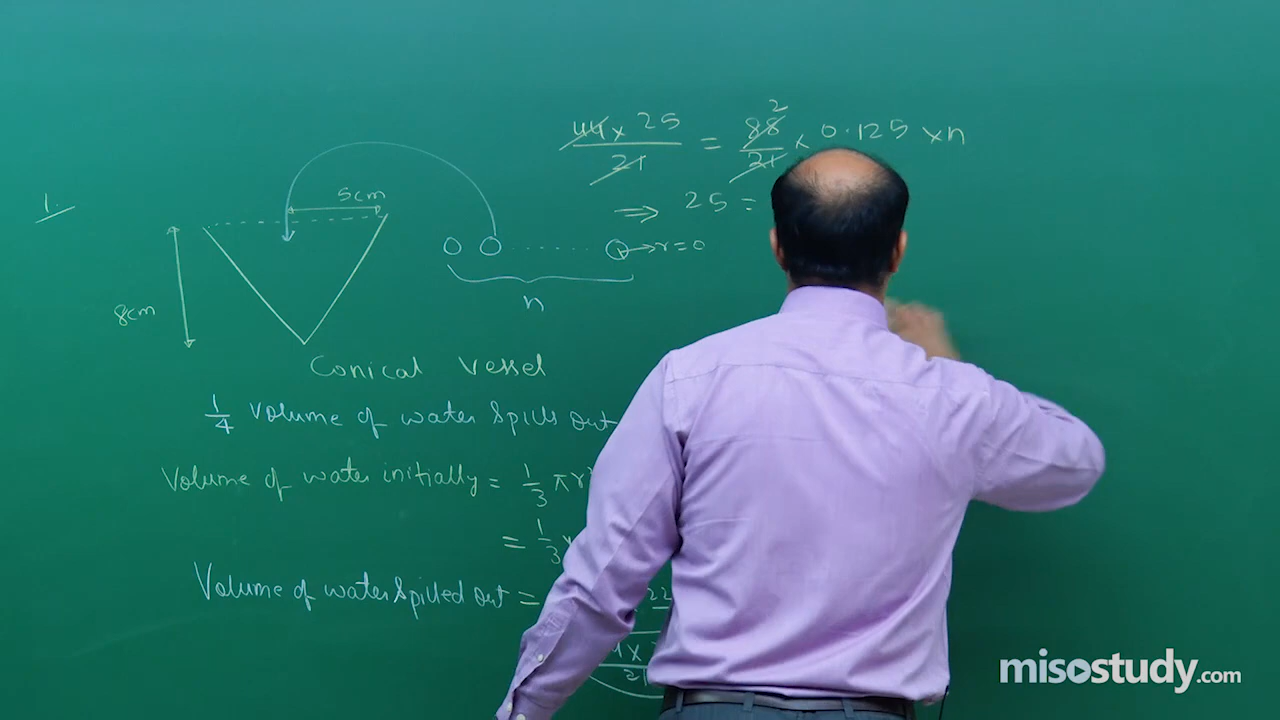 1.
5cm
8cm
n
r=0
Conical Vessel
1/4 Volume of water Spills out
Volume of water initially = 1/3 πr
= 1/3
Volume of water Spilled out =
22
21
44 x 25 / 21 = 88 / 21 x 0.125 x n
2
⇒ 25 =
misostudy.com